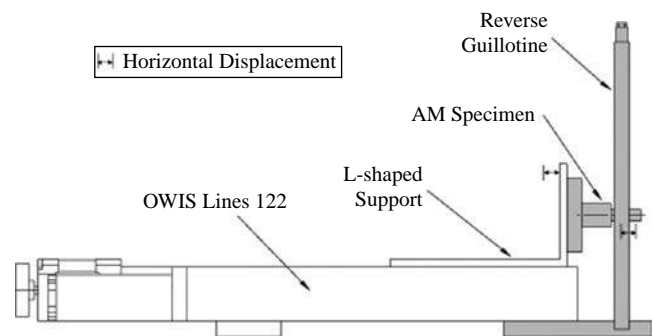 Reverse
Guillotine
Horizontal Displacement
AM Specimen
L-shaped
Support
OWIS Lines 122